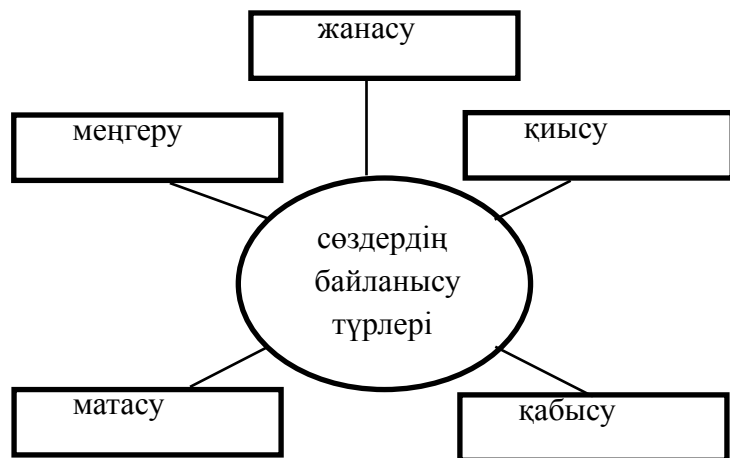 жанасу
меңгеру
қиысу
сөздердің
байланысу
түрлері
матасу
қабысу